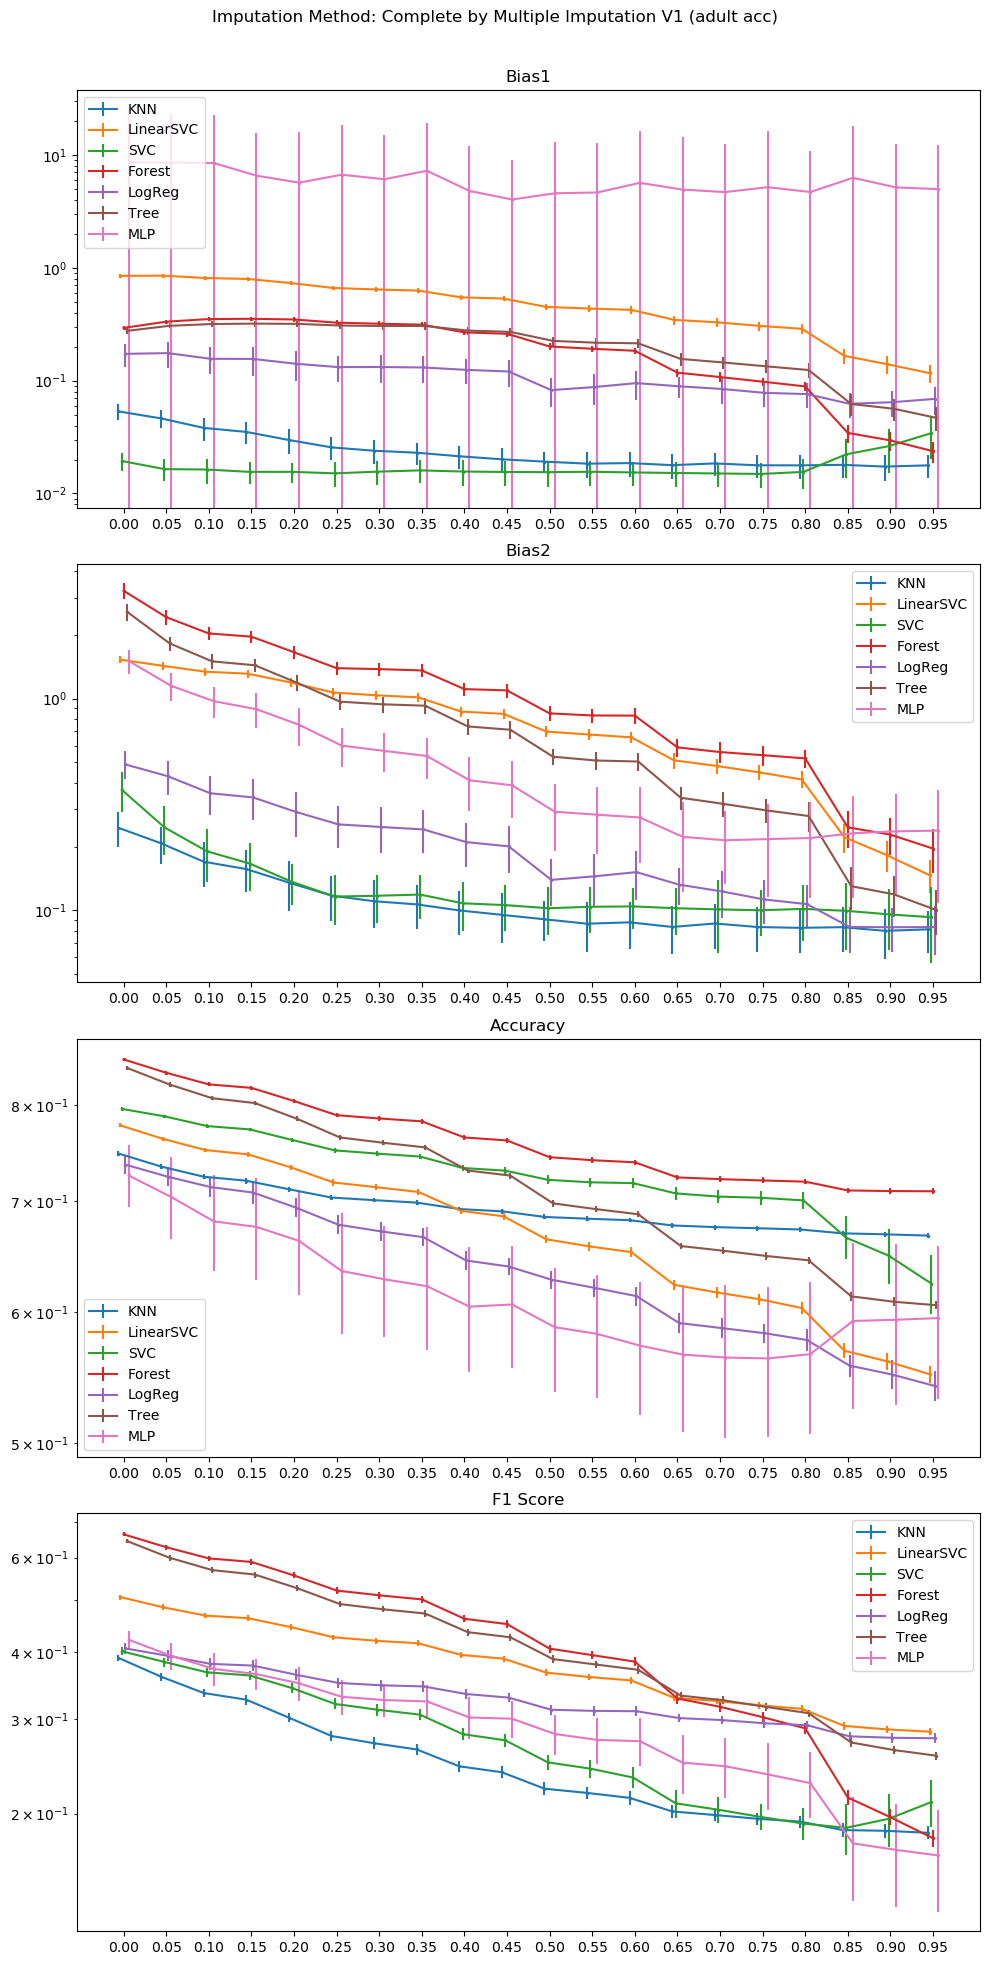 Imputation Method: Complete by Multiple Imputation V1 (adult acc)
Bias1
KNN
LinearSVC
SVC
Forest
LogReg
Tree
MLP
10¹
10⁰
10⁻¹
10⁻²
0.00 0.05 0.10 0.15 0.20 0.25 0.30 0.35 0.40 0.45 0.50 0.55 0.60 0.65 0.70 0.75 0.80 0.85 0.90 0.95
Bias2
KNN
LinearSVC
SVC
Forest
LogReg
Tree
MLP
10⁰
10⁻¹
0.00 0.05 0.10 0.15 0.20 0.25 0.30 0.35 0.40 0.45 0.50 0.55 0.60 0.65 0.70 0.75 0.80 0.85 0.90 0.95
Accuracy
8 × 10⁻¹
7 × 10⁻¹
6 × 10⁻¹
5 × 10⁻¹
KNN
LinearSVC
SVC
Forest
LogReg
Tree
MLP
0.00 0.05 0.10 0.15 0.20 0.25 0.30 0.35 0.40 0.45 0.50 0.55 0.60 0.65 0.70 0.75 0.80 0.85 0.90 0.95
F1 Score
KNN
LinearSVC
SVC
Forest
LogReg
Tree
MLP
6 × 10⁻¹
4 × 10⁻¹
3 × 10⁻¹
2 × 10⁻¹
0.00 0.05 0.10 0.15 0.20 0.25 0.30 0.35 0.40 0.45 0.50 0.55 0.60 0.65 0.70 0.75 0.80 0.85 0.90 0.95